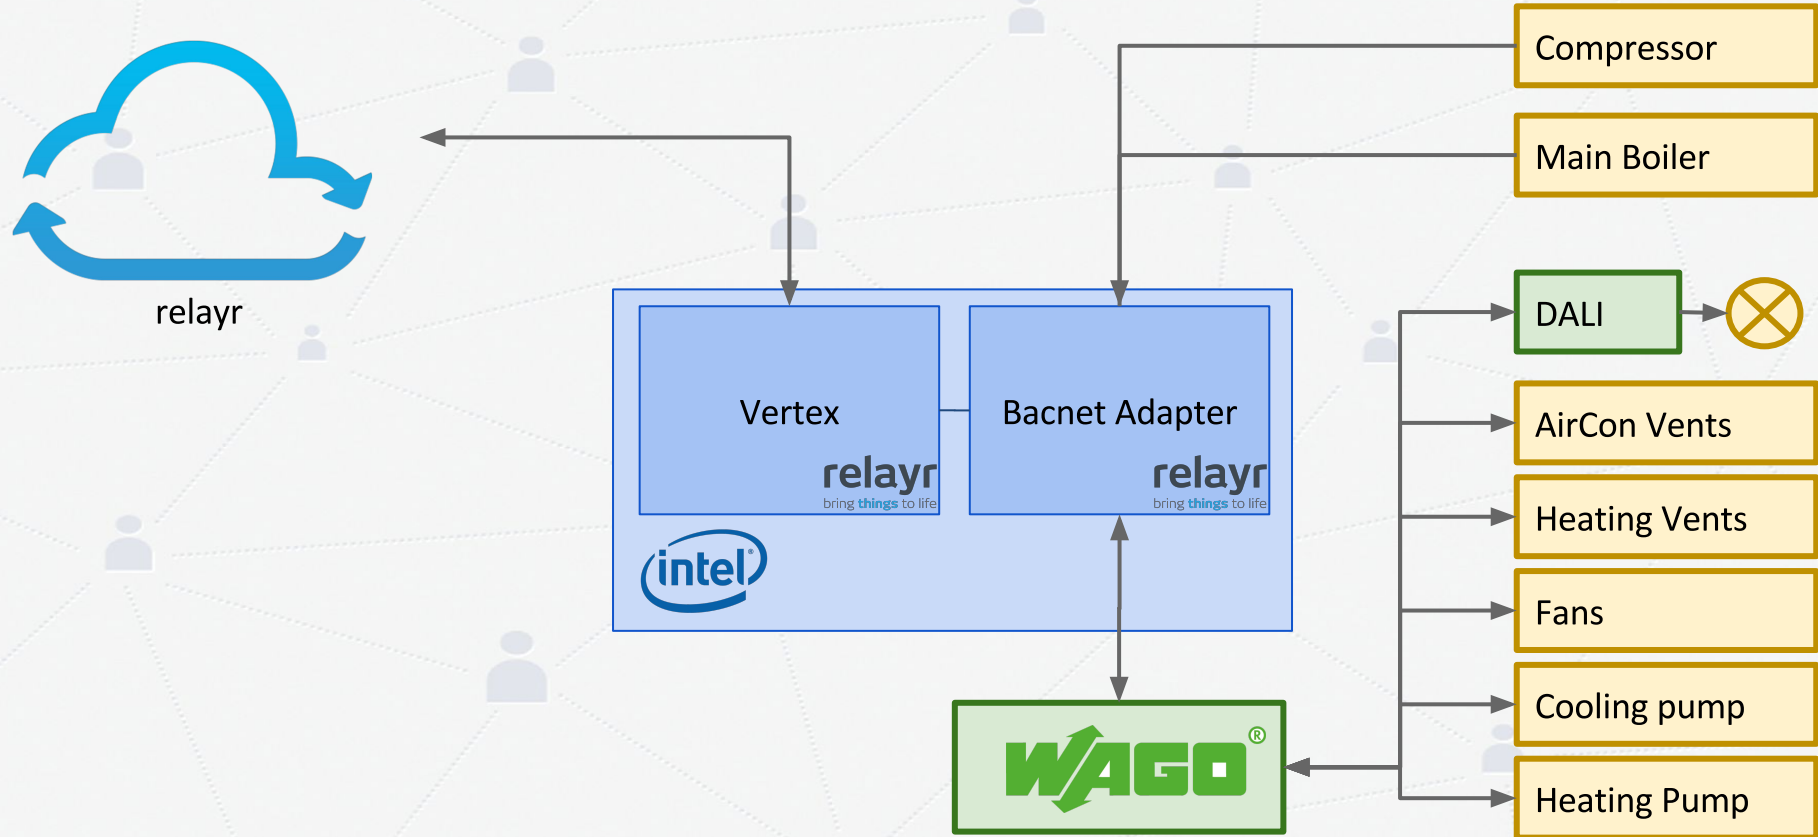 Compressor
Main Boiler
relayr
DALI
Vertex
Bacnet Adapter
AirCon Vents
relayr
bring things to life
relayr
bring things to life
Heating Vents
intel®
Fans
Cooling pump
WAGO®
Heating Pump